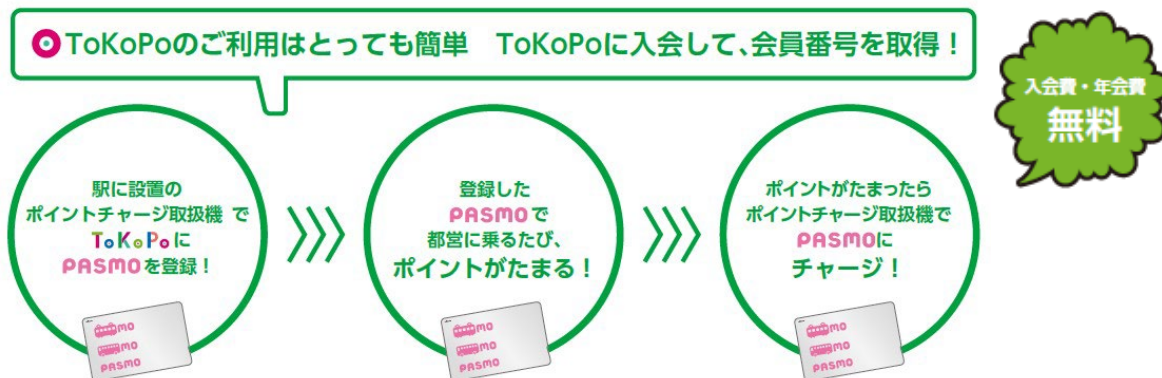 ToKoPoのご利用はとっても簡単　ToKoPoに入会して、会員番号を取得！
入会費・年会費
無料
駅に設置の
ポイントチャージ取扱機 で
ToKoPoに
PASMOを登録！
登録した
PASMOで
都営に乗るたび、
ポイントがたまる！
ポイントがたまったら
ポイントチャージ取扱機で
PASMOに
チャージ！
MO
MO
PASMO
MO
MO
PASMO
MO
MO
PASMO